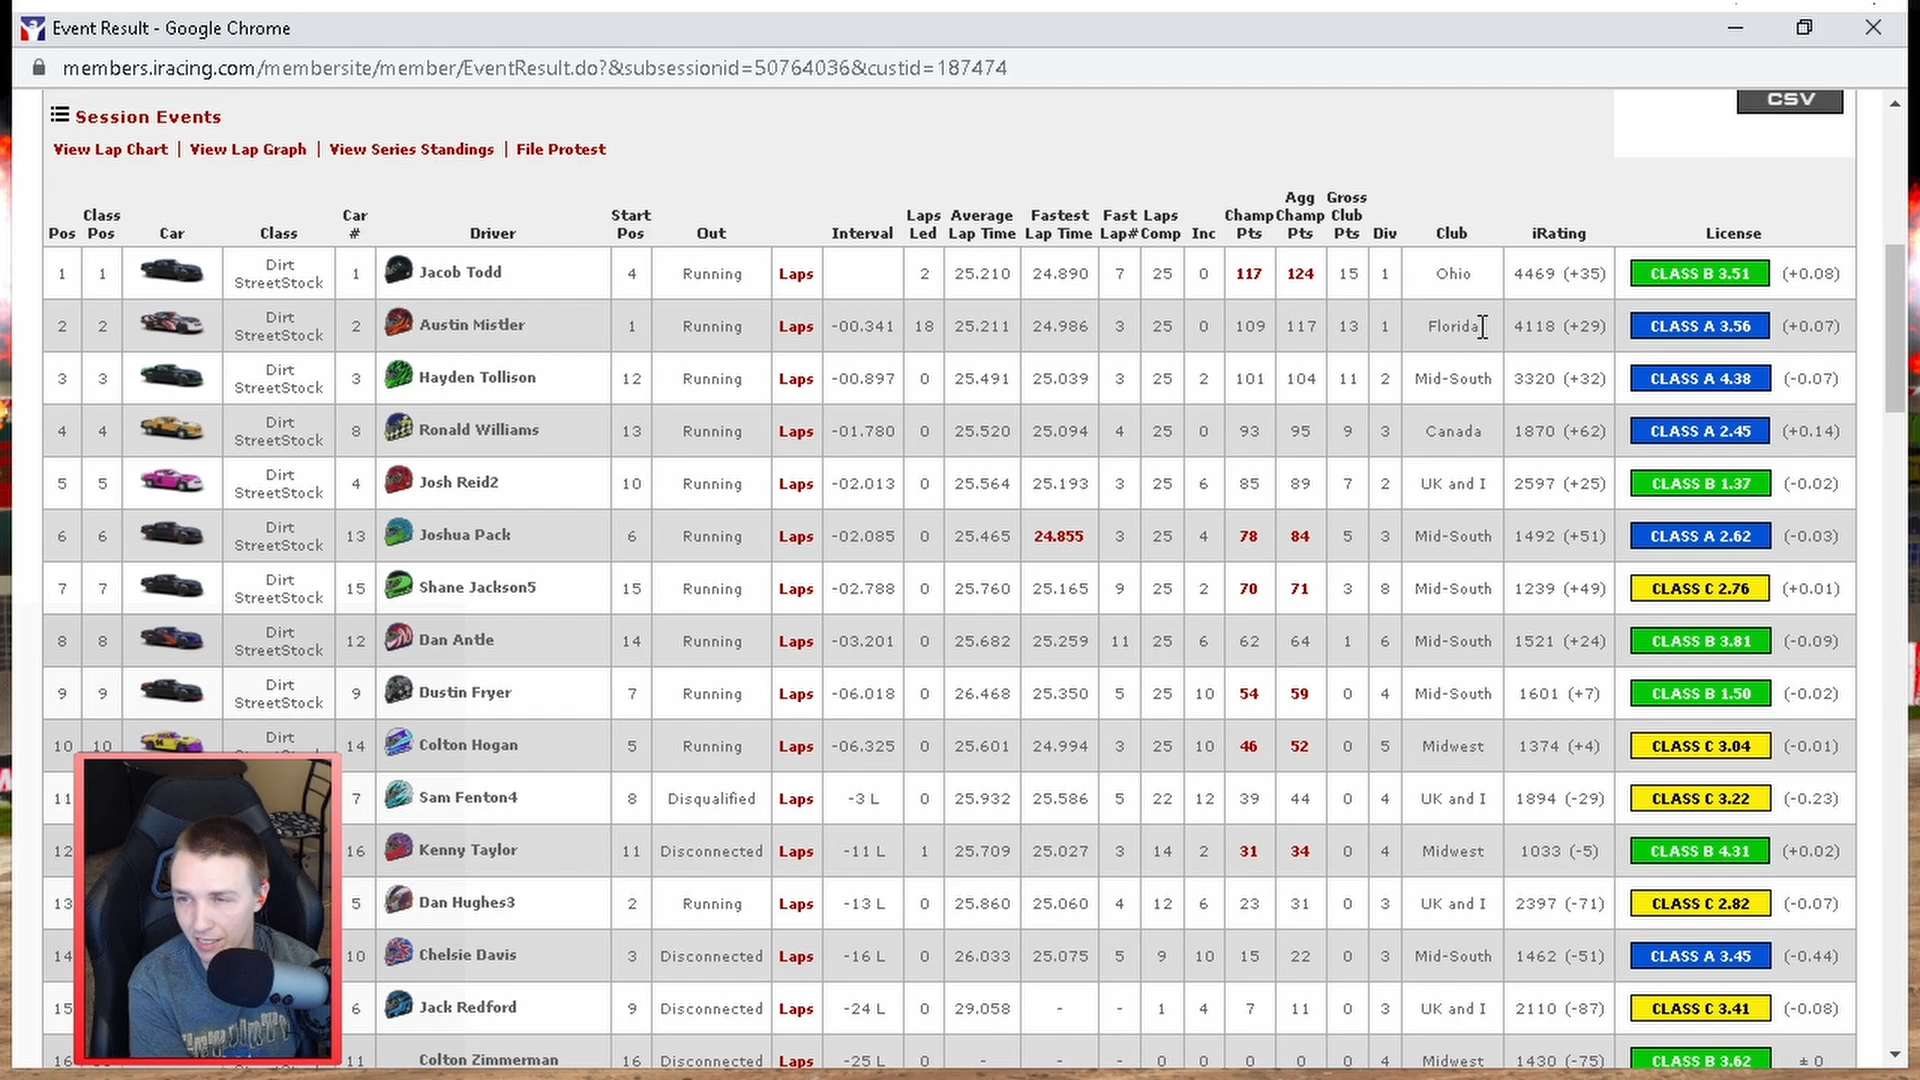 Event Result - Google Chrome
members.iracing.com/membersite/member/EventResult.do?&subsessionid=50764036&custid=187474
CSV
Session Events
View Lap Chart | View Lap Graph | View Series Standings | File Protest
Pos Class Pos Car Class Car # Driver Start Pos Out Interval Laps Led Average Lap Time Fastest Lap Time Fast Lap# Laps Comp Inc Champ Pts Agg Champ Pts Gross Club Pts Div Club iRating License
1 1 Dirt StreetStock 1 Jacob Todd 4 Running Laps 2 25.210 24.890 7 25 0 117 124 15 1 Ohio 4469 (+35) CLASS B 3.51 (+0.08)
2 2 Dirt StreetStock 2 Austin Mistler 1 Running Laps -00.341 18 25.211 24.986 3 25 0 109 117 13 1 Florida 4118 (+29) CLASS A 3.56 (+0.07)
3 3 Dirt StreetStock 3 Hayden Tollison 12 Running Laps -00.897 0 25.491 25.039 3 25 2 101 104 11 2 Mid-South 3320 (+32) CLASS A 4.38 (-0.07)
4 4 Dirt StreetStock 8 Ronald Williams 13 Running Laps -01.780 0 25.520 25.094 4 25 0 93 95 9 3 Canada 1870 (+62) CLASS A 2.45 (+0.14)
5 5 Dirt StreetStock 4 Josh Reid2 10 Running Laps -02.013 0 25.564 25.193 3 25 6 85 89 7 2 UK and I 2597 (+25) CLASS B 1.37 (-0.02)
6 6 Dirt StreetStock 13 Joshua Pack 6 Running Laps -02.085 0 25.465 24.855 3 25 4 78 84 5 3 Mid-South 1492 (+51) CLASS A 2.62 (-0.03)
7 7 Dirt StreetStock 15 Shane Jackson5 15 Running Laps -02.788 0 25.760 25.165 9 25 2 70 71 3 8 Mid-South 1239 (+49) CLASS C 2.76 (+0.01)
8 8 Dirt StreetStock 12 Dan Antle 14 Running Laps -03.201 0 25.682 25.259 11 25 6 62 64 1 6 Mid-South 1521 (+24) CLASS B 3.81 (-0.09)
9 9 Dirt StreetStock 9 Dustin Fryer 7 Running Laps -06.018 0 26.468 25.350 5 25 10 54 59 0 4 Mid-South 1601 (+7) CLASS B 1.50 (-0.02)
10 10 Dirt 14 Colton Hogan 5 Running Laps -06.325 0 25.601 24.994 3 25 10 46 52 0 5 Midwest 1374 (+4) CLASS C 3.04 (-0.01)
11 7 Sam Fenton4 8 Disqualified Laps -3 L 0 25.932 25.586 5 22 12 39 44 0 4 UK and I 1894 (-29) CLASS C 3.22 (-0.23)
12 16 Kenny Taylor 11 Disconnected Laps -11 L 1 25.709 25.027 3 14 2 31 34 0 4 Midwest 1033 (-5) CLASS B 4.31 (+0.02)
13 5 Dan Hughes3 2 Running Laps -13 L 0 25.860 25.060 4 12 6 23 31 0 3 UK and I 2397 (-71) CLASS C 2.82 (-0.07)
14 10 Chelsie Davis 3 Disconnected Laps -16 L 0 26.033 25.075 5 9 10 15 22 0 3 Mid-South 1462 (-51) CLASS A 3.45 (-0.44)
15 6 Jack Redford 9 Disconnected Laps -24 L 0 29.058 - - 1 4 7 11 0 3 UK and I 2110 (-87) CLASS C 3.41 (-0.08)
16 11 Colton Zimmerman 16 Disconnected Laps -25 L 0 - - - 0 0 0 0 0 4 Midwest 1430 (-75) CLASS B 3.62 ±0